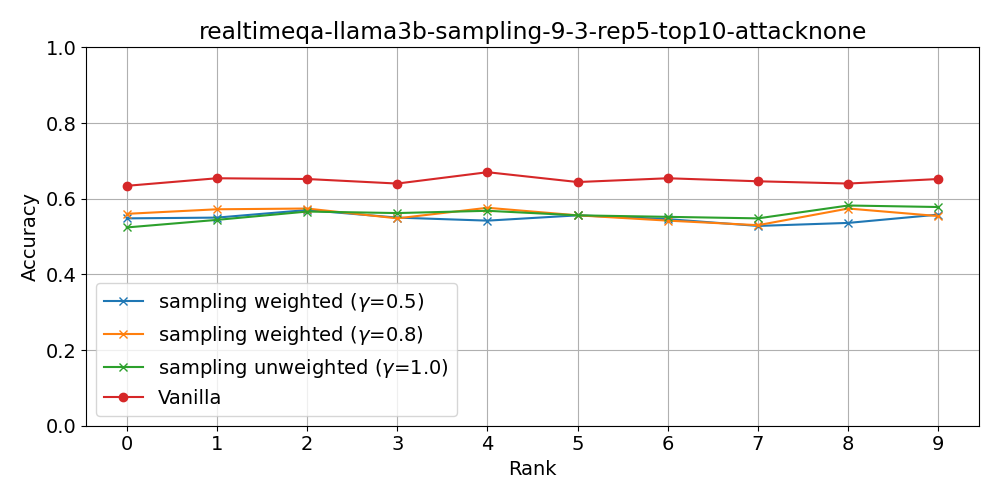 realtimeqa-llama3b-sampling-9-3-rep5-top10-attacknone
1.0
0.8
0.6
0.4
0.2
0.0
Accuracy
sampling weighted (γ=0.5)
sampling weighted (γ=0.8)
sampling unweighted (γ=1.0)
Vanilla
0 1 2 3 4 5 6 7 8 9
Rank